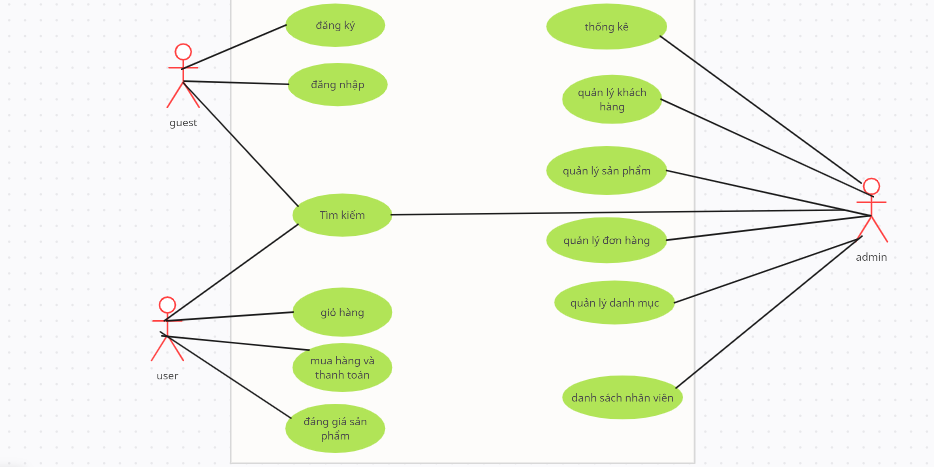 đăng ký
thống kê
đăng nhập
quản lý khách
hàng
guest
quản lý sản phẩm
Tìm kiếm
quản lý đơn hàng
admin
giỏ hàng
quản lý danh mục
mua hàng và
thanh toán
user
danh sách nhân viên
đáng giá sản
phẩm